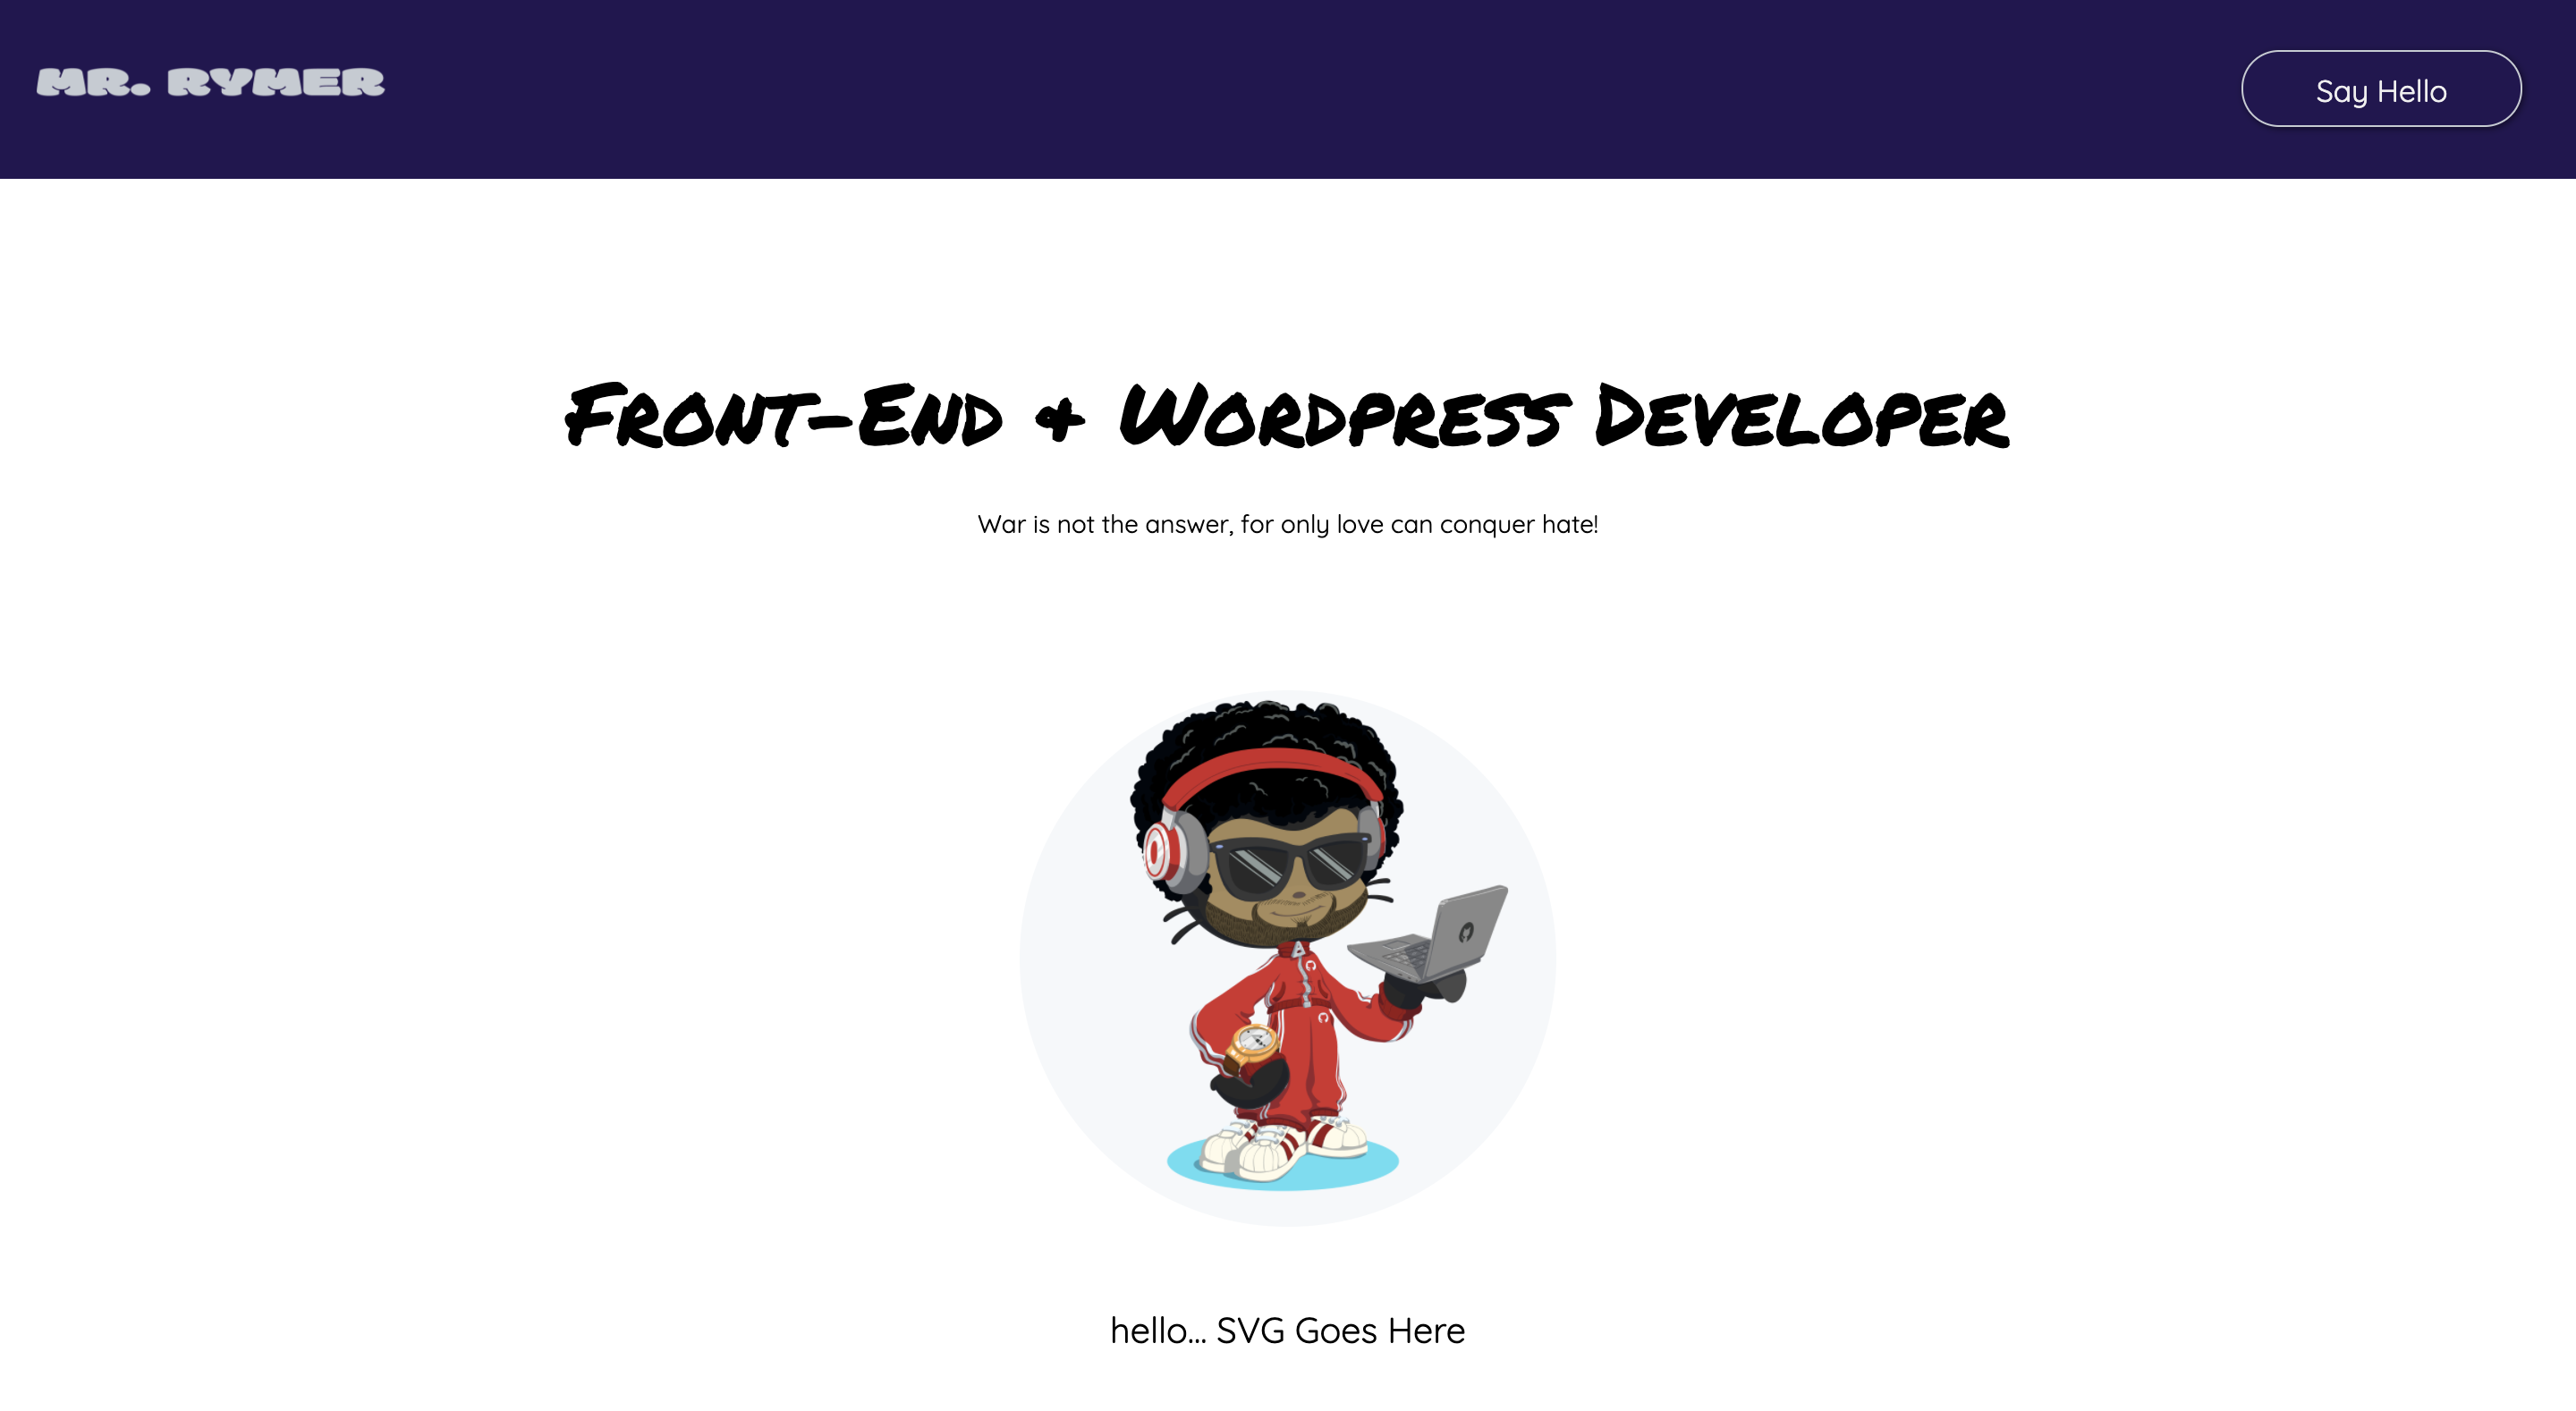 MR. RYMER
Say Hello
Front-End & Wordpress Developer
War is not the answer, for only love can conquer hate!
hello... SVG Goes Here